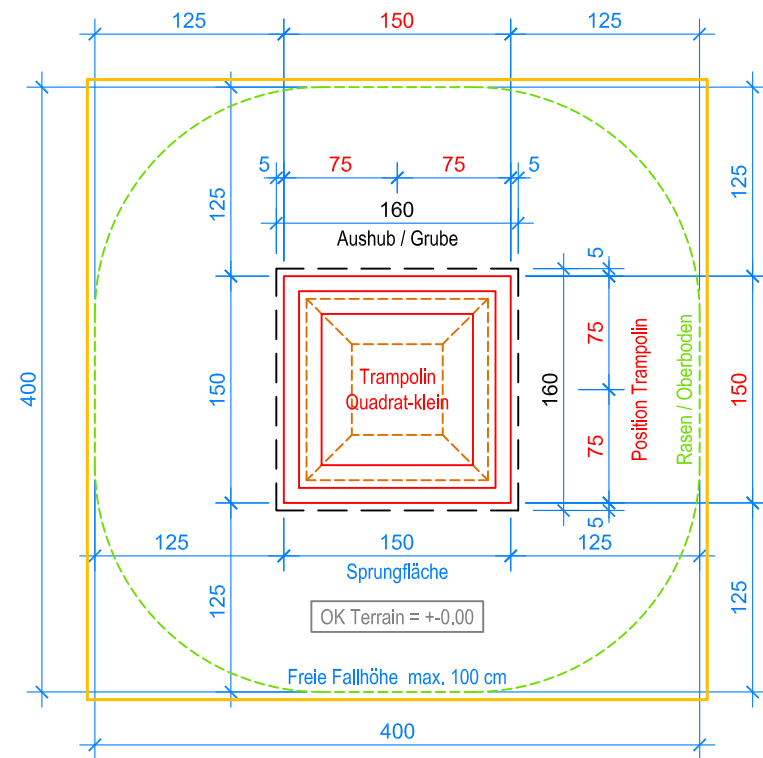 125 150 125
5 75 75 5
160
Aushub / Grube
125
125
5
75
75
5
160
Position Trampolin
Rasen / Oberboden
150
150
400
Trampolin
Quadrat-klein
125 150 125
Sprungfläche
125
125
OK Terrain = +-0.00
Freie Fallhöhe max. 100 cm
400